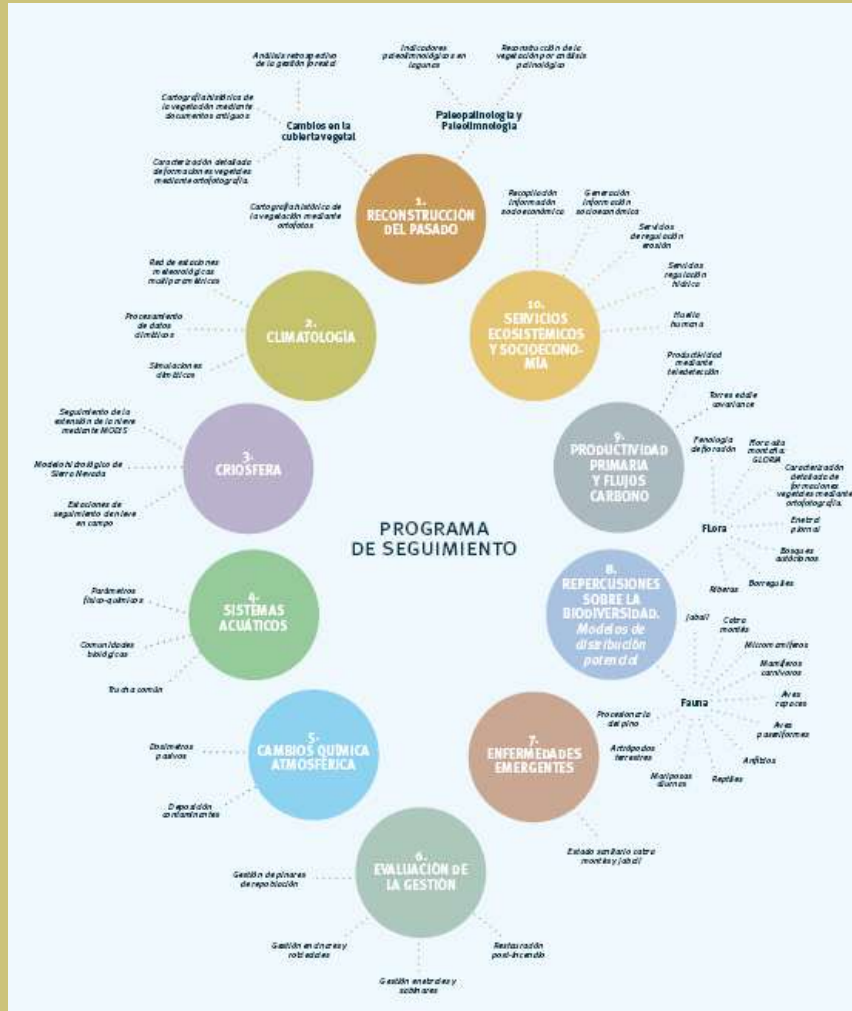 Análisis retrospectivo
de la gestión forestal
Cartografía histórica de
la vegetación mediante
documentos antiguos
Cambios en la
cubierta vegetal
Caracterización detallada
de formaciones vegetales
mediante ortofotografía.
Cartografía histórica de
la vegetación mediante
ortofotos
Indicadores
paleolimnológicos en
lagunas
Reconstrucción de la
vegetación por análisis
palinológico
Paleopalinología y
Paleolimnología
1.
RECONSTRUCCIÓN
DEL PASADO
Red de estaciones
meteorológicas
multiparamétricas
Procesamiento
de datos
climáticos
Simulaciones
climáticas
2.
CLIMATOLOGÍA
Seguimiento de la
extensión de la nieve
mediante MODIS
Modelo hidrológico de
Sierra Nevada
Estaciones de
seguimiento de nieve
en campo
3.
CRIOSFERA
PROGRAMA
DE SEGUIMIENTO
Parámetros
físico-químicos
Comunidades
biológicas
Trucha común
4.
SISTEMAS
ACUÁTICOS
Dosímetros
pasivos
Deposición
contaminantes
5.
CAMBIOS QUÍMICA
ATMOSFÉRICA
6.
EVALUACIÓN DE
LA GESTIÓN
Gestión de pinares
de repoblación
Gestión encinares y
robledales
Gestión enebrales y
sabinares
Restauración
post-incendio
7.
ENFERMEDADES
EMERGENTES
Estado sanitario cabra
montés y jabalí
8.
REPERCUSIONES
SOBRE LA
BIODIVERSIDAD.
Modelos de
distribución
potencial
Flora
Fenología
de floración
Flora alta
montaña:
GLORIA
Caracterización
detallada de
formaciones
vegetales mediante
ortofotografía.
Enebral
piornal
Bosques
autóctonos
Borreguiles
Riberas
Fauna
Jabalí
Cabra
montés
Micromamíferos
Mamíferos
carnívoros
Aves
rapaces
Aves
paseriformes
Anfibios
Reptiles
Mariposas
diurnas
Artrópodos
terrestres
Procesionaria
del pino
9.
PRODUCTIVIDAD
PRIMARIA
Y FLUJOS
CARBONO
Productividad
mediante
teledetección
Torres eddie
covariance
10.
SERVICIOS
ECOSISTÉMICOS
Y SOCIOECONO-
MÍA
Recopilación
información
socioeconómica
Generación
información
socioeconómica
Servicios
de regulación
erosión
Servicios
regulación
hídrica
Huella
humana